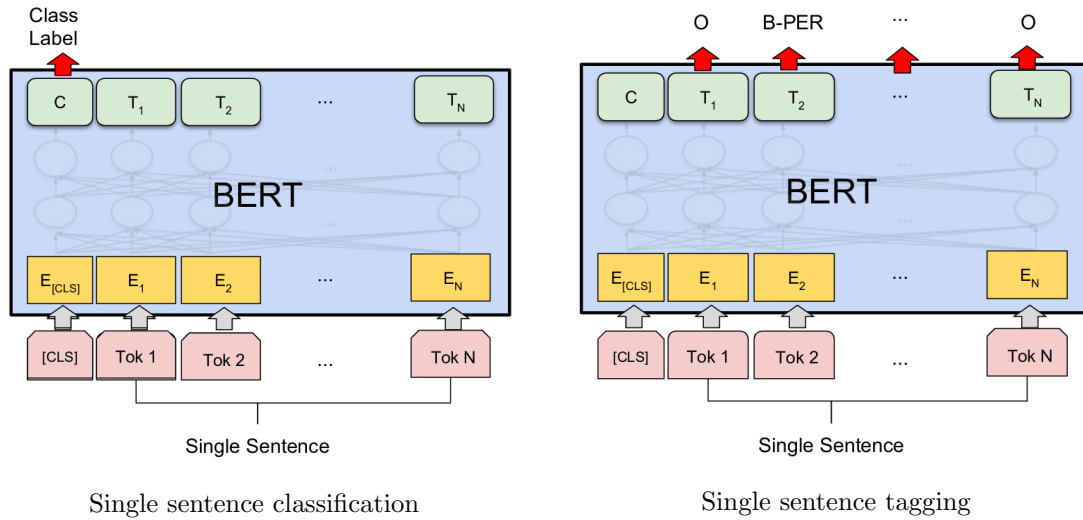 Class
Label
C T1 T2 ... TN
...
BERT
...
E[CLS] E1 E2 ... EN
[CLS] Tok 1 Tok 2 ... Tok N
Single Sentence
Single sentence classification
O B-PER ... O
C T1 T2 ... TN
...
BERT
...
E[CLS] E1 E2 ... EN
[CLS] Tok 1 Tok 2 ... Tok N
Single Sentence
Single sentence tagging